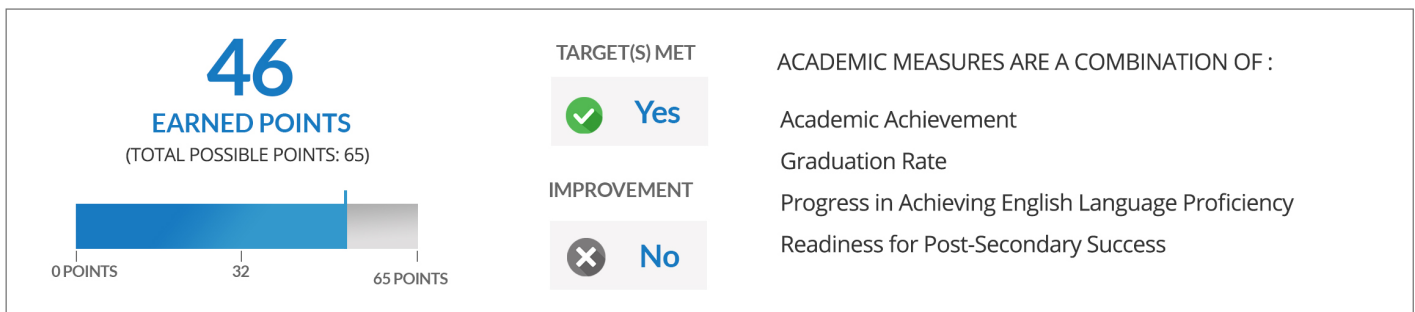 46
EARNED POINTS
(TOTAL POSSIBLE POINTS: 65)
0 POINTS
32
65 POINTS
TARGET(S) MET
Yes
IMPROVEMENT
No
ACADEMIC MEASURES ARE A COMBINATION OF :
Academic Achievement
Graduation Rate
Progress in Achieving English Language Proficiency
Readiness for Post-Secondary Success